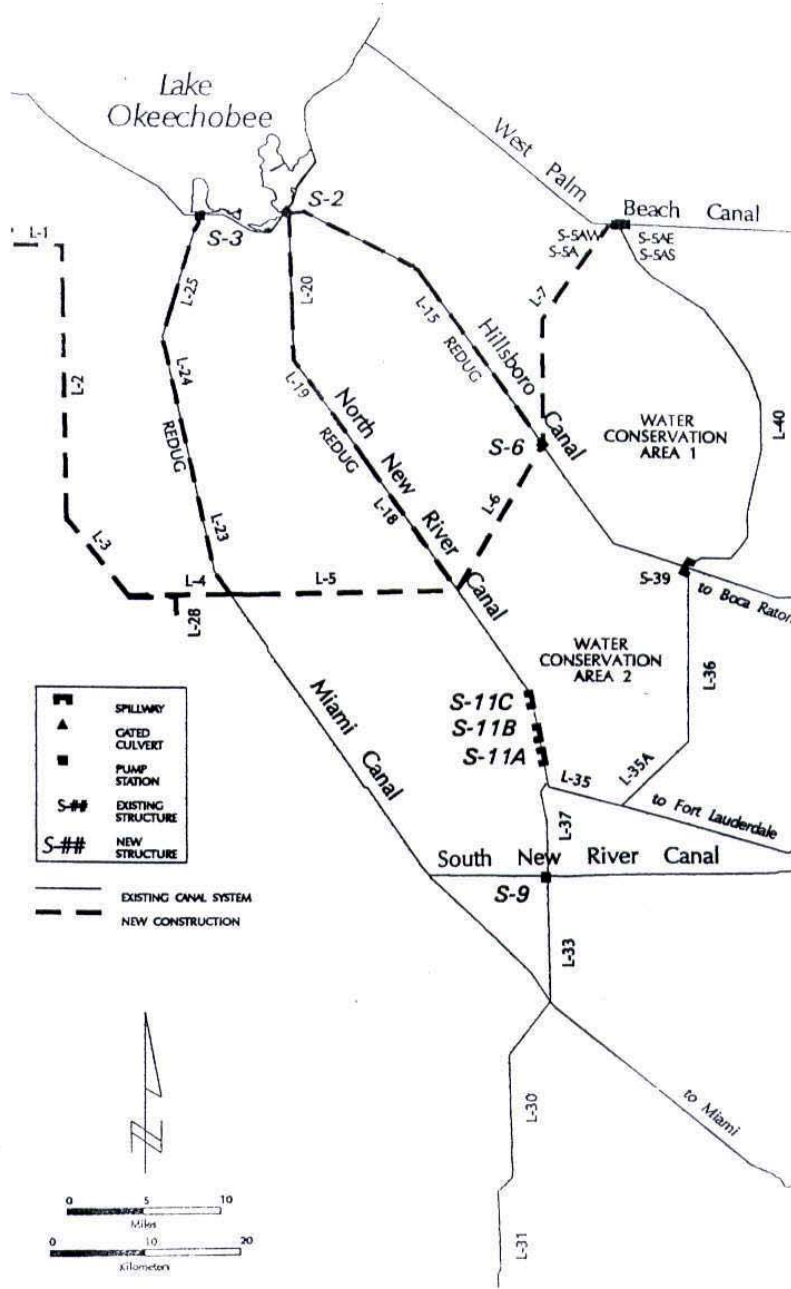 Lake
Okeechobee
West Palm
Beach Canal
S-2
S-3
S-5AW
S-5A
S-5AE
S-5AS
L-1
L-25
L-20
L-7
L-15
REDUG
Hillsboro
Canal
L-2
L-24
L-19
North New River Canal
REDUG
L-40
WATER
CONSERVATION
AREA 1
S-6
REDUG
L-18
L-6
L-3
L-23
L-4
L-5
L-28
S-39
to Boca Raton
WATER
CONSERVATION
AREA 2
L-36
Miami Canal
S-11C
S-11B
S-11A
L-35
L-35A
to Fort Lauderdale
L-37
South New River Canal
S-9
L-33
SPILLWAY
GATED
CULVERT
PUMP
STATION
S-## EXISTING
STRUCTURE
S-## NEW
STRUCTURE
EXISTING CANAL SYSTEM
NEW CONSTRUCTION
to Miami
L-30
L-31
0 5 10
Miles
0 10 20
Kilometers